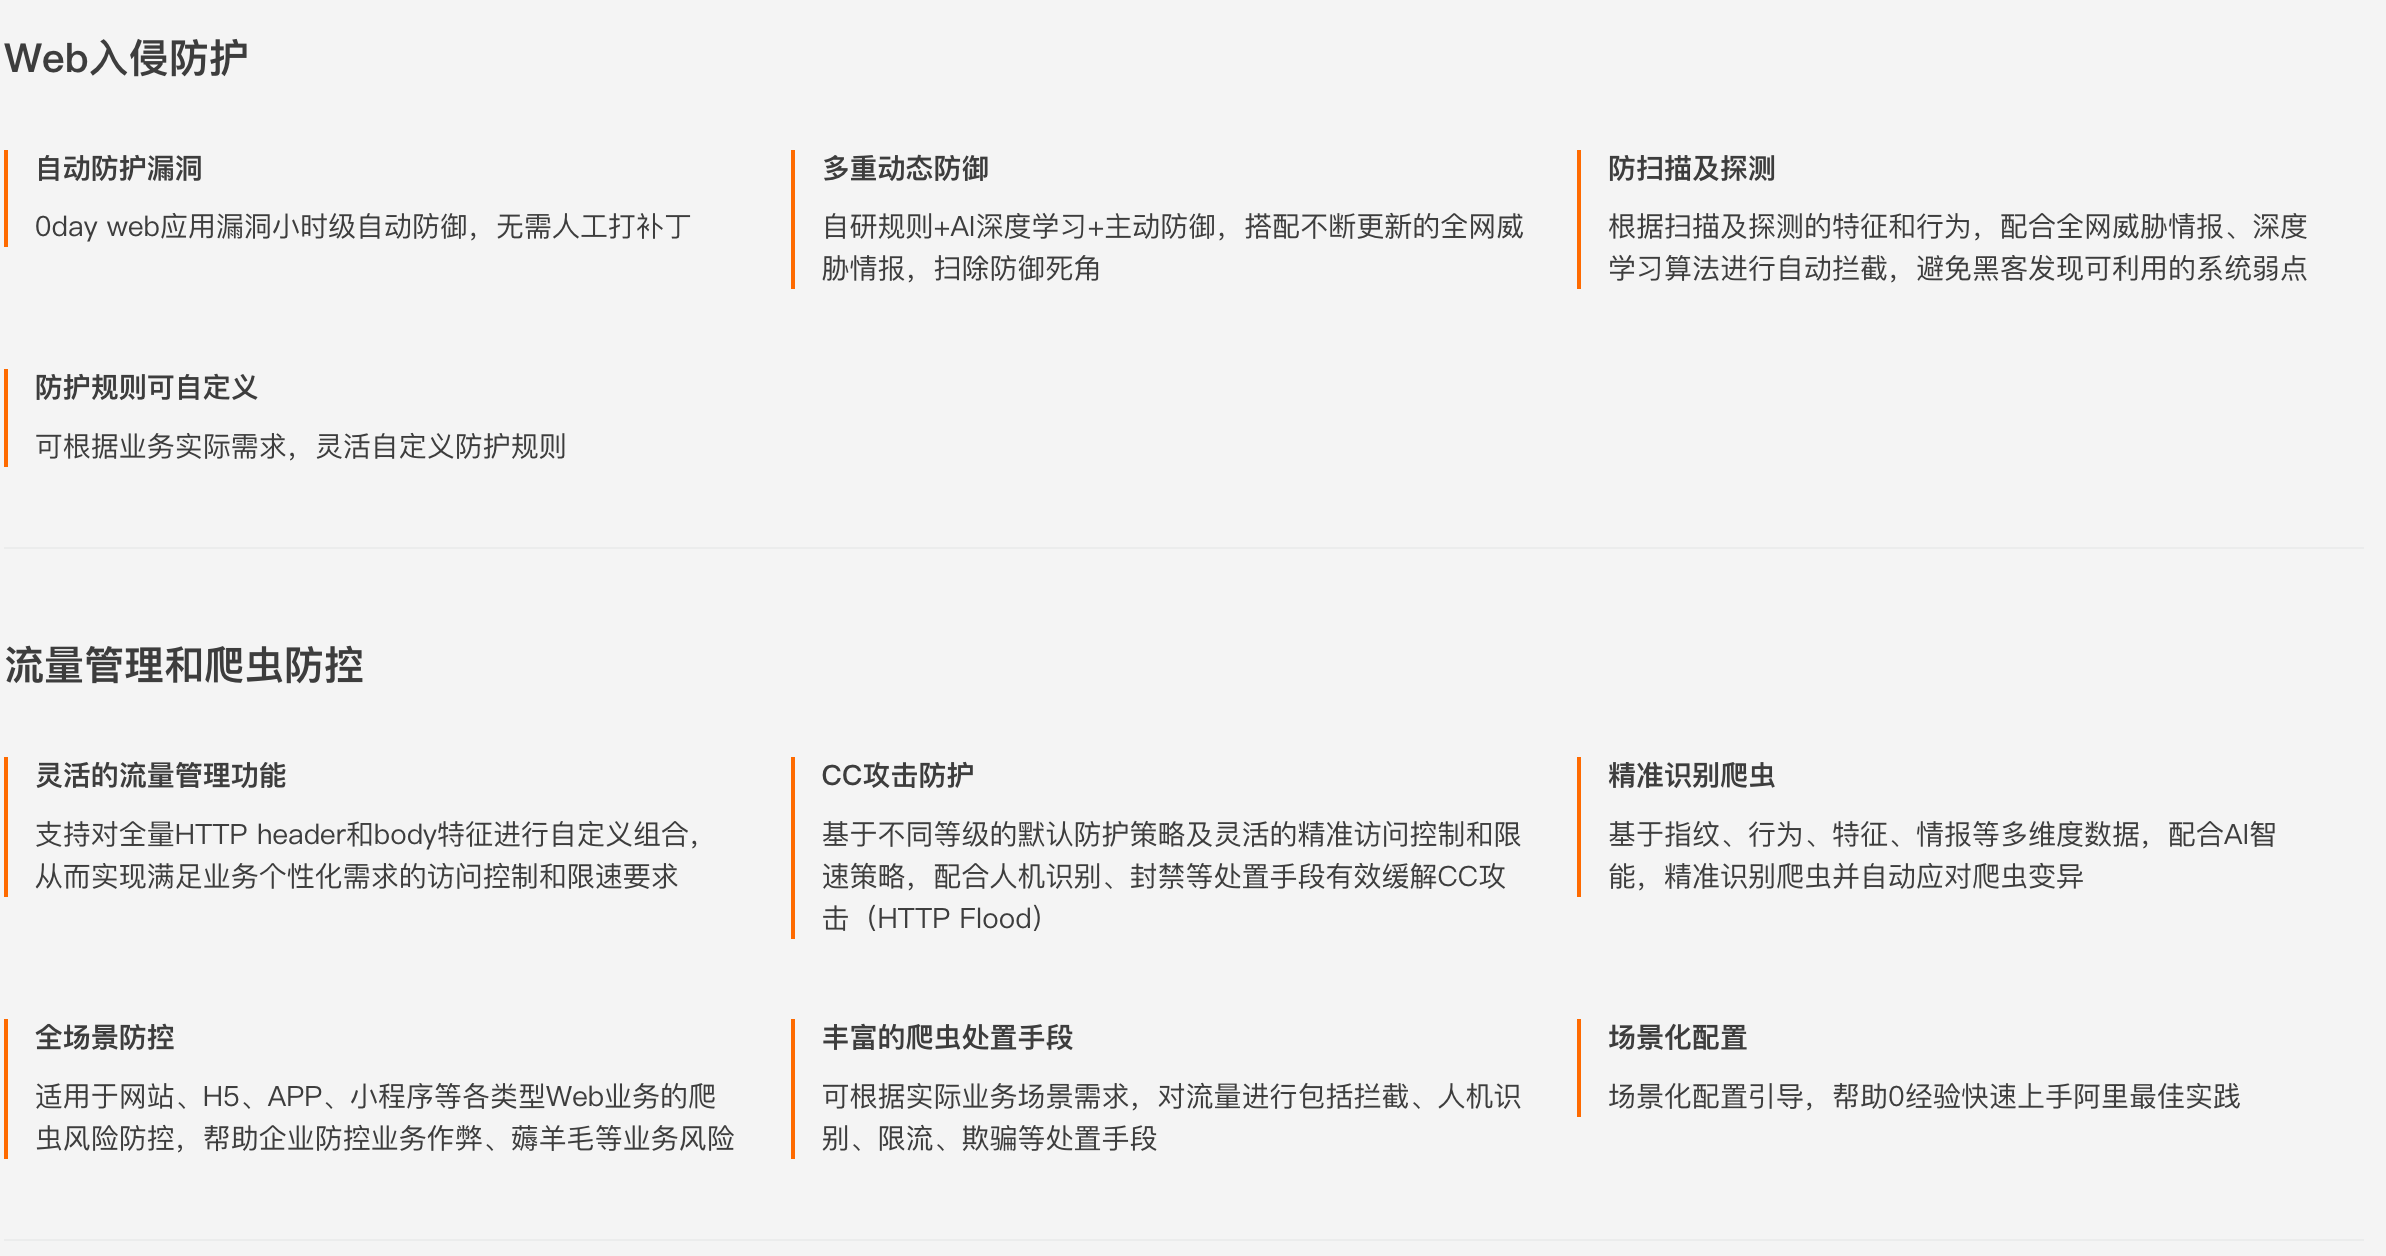 Web入侵防护
自动防护漏洞
0day web应用漏洞小时级自动防御，无需人工打补丁
多重动态防御
自研规则+AI深度学习+主动防御，搭配不断更新的全网威
胁情报，扫除防御死角
防扫描及探测
根据扫描及探测的特征和行为，配合全网威胁情报、深度
学习算法进行自动拦截，避免黑客发现可利用的系统弱点
防护规则可自定义
可根据业务实际需求，灵活自定义防护规则
流量管理和爬虫防控
灵活的流量管理功能
支持对全量HTTP header和body特征进行自定义组合，
从而实现满足业务个性化需求的访问控制和限速要求
CC攻击防护
基于不同等级的默认防护策略及灵活的精准访问控制和限
速策略，配合人机识别、封禁等处置手段有效缓解CC攻
击（HTTP Flood）
精准识别爬虫
基于指纹、行为、特征、情报等多维度数据，配合AI智
能，精准识别爬虫并自动应对爬虫变异
全场景防控
适用于网站、H5、APP、小程序等各类型Web业务的爬
虫风险防控，帮助企业防控业务作弊、薅羊毛等业务风险
丰富的爬虫处置手段
可根据实际业务场景需求，对流量进行包括拦截、人机识
别、限流、欺骗等处置手段
场景化配置
场景化配置引导，帮助0经验快速上手阿里最佳实践